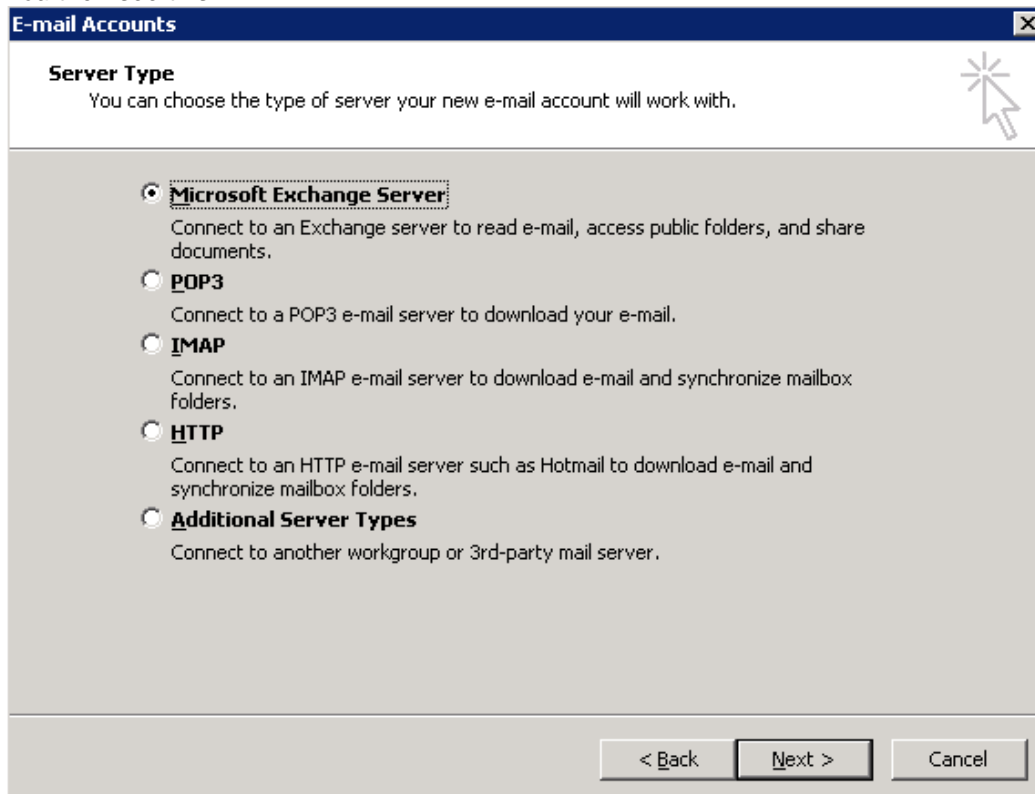 E-mail Accounts
Server Type
You can choose the type of server your new e-mail account will work with.
Microsoft Exchange Server
Connect to an Exchange server to read e-mail, access public folders, and share
documents.
POP3
Connect to a POP3 e-mail server to download your e-mail.
IMAP
Connect to an IMAP e-mail server to download e-mail and synchronize mailbox
folders.
HTTP
Connect to an HTTP e-mail server such as Hotmail to download e-mail and
synchronize mailbox folders.
Additional Server Types
Connect to another workgroup or 3rd-party mail server.
< Back
Next >
Cancel